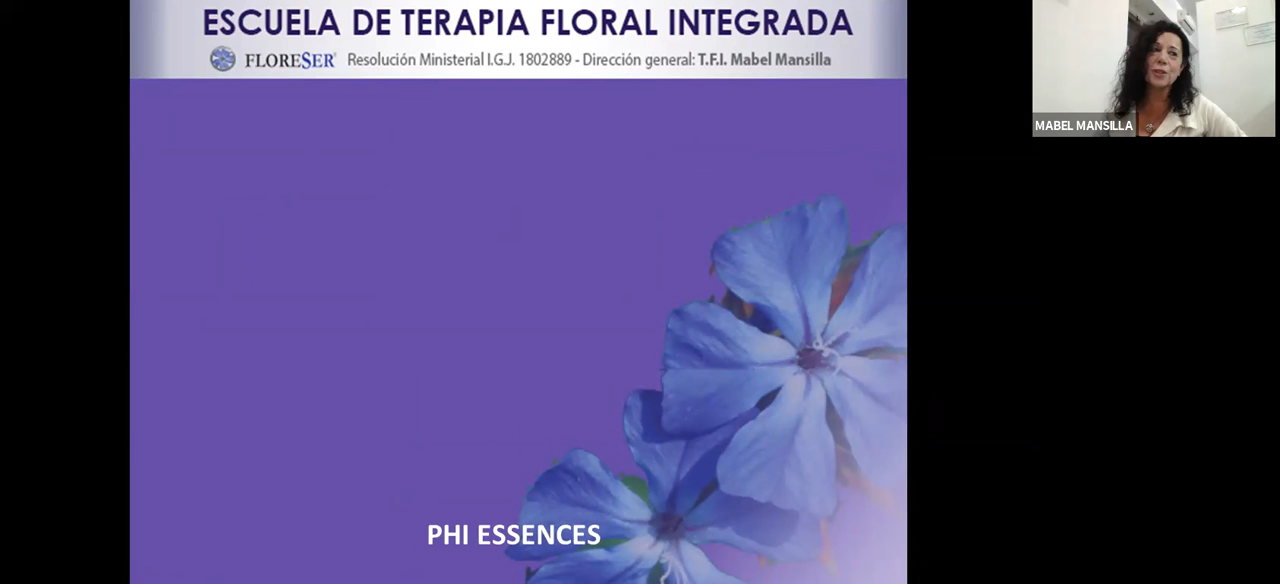 ESCUELA DE TERAPIA FLORAL INTEGRADA
FLORESER® Resolución Ministerial I.G.J. 1802889 - Dirección general: T.F.I. Mabel Mansilla
MABEL MANSILLA
PHI ESSENCES